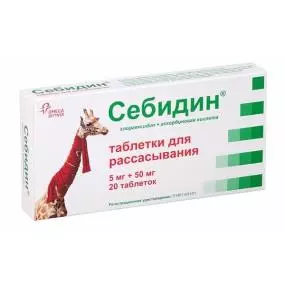 Себидин®
хлоргексидин + аскорбиновая кислота
таблетки для
рассасывания
5 мг + 50 мг
20 таблеток